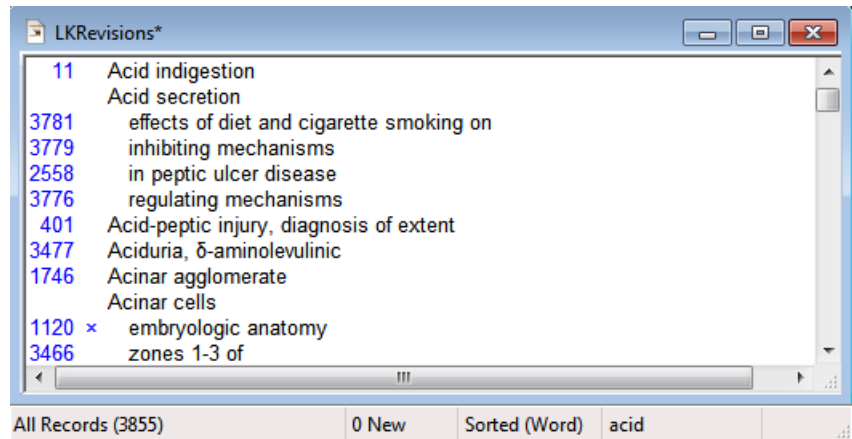 LKRevisions*
11 Acid indigestion
Acid secretion
3781 effects of diet and cigarette smoking on
3779 inhibiting mechanisms
2558 in peptic ulcer disease
3776 regulating mechanisms
401 Acid-peptic injury, diagnosis of extent
3477 Aciduria, δ-aminolevulinic
1746 Acinar agglomerate
Acinar cells
1120 × embryologic anatomy
3466 zones 1-3 of
All Records (3855) 0 New Sorted (Word) acid